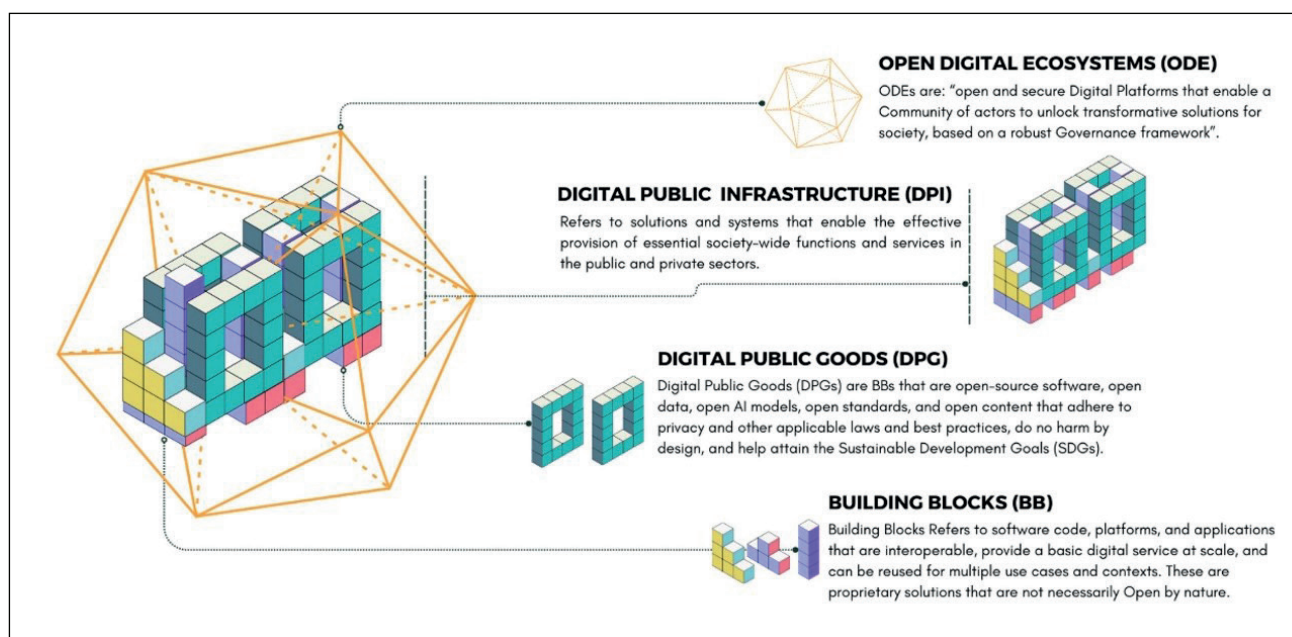 OPEN DIGITAL ECOSYSTEMS (ODE)
ODEs are: “open and secure Digital Platforms that enable a
Community of actors to unlock transformative solutions for
society, based on a robust Governance framework”.
DIGITAL PUBLIC INFRASTRUCTURE (DPI)
Refers to solutions and systems that enable the effective
provision of essential society-wide functions and services in
the public and private sectors.
DIGITAL PUBLIC GOODS (DPG)
Digital Public Goods (DPGs) are BBs that are open-source software, open
data, open AI models, open standards, and open content that adhere to
privacy and other applicable laws and best practices, do no harm by
design, and help attain the Sustainable Development Goals (SDGs).
BUILDING BLOCKS (BB)
Building Blocks Refers to software code, platforms, and applications
that are interoperable, provide a basic digital service at scale, and
can be reused for multiple use cases and contexts. These are
proprietary solutions that are not necessarily Open by nature.